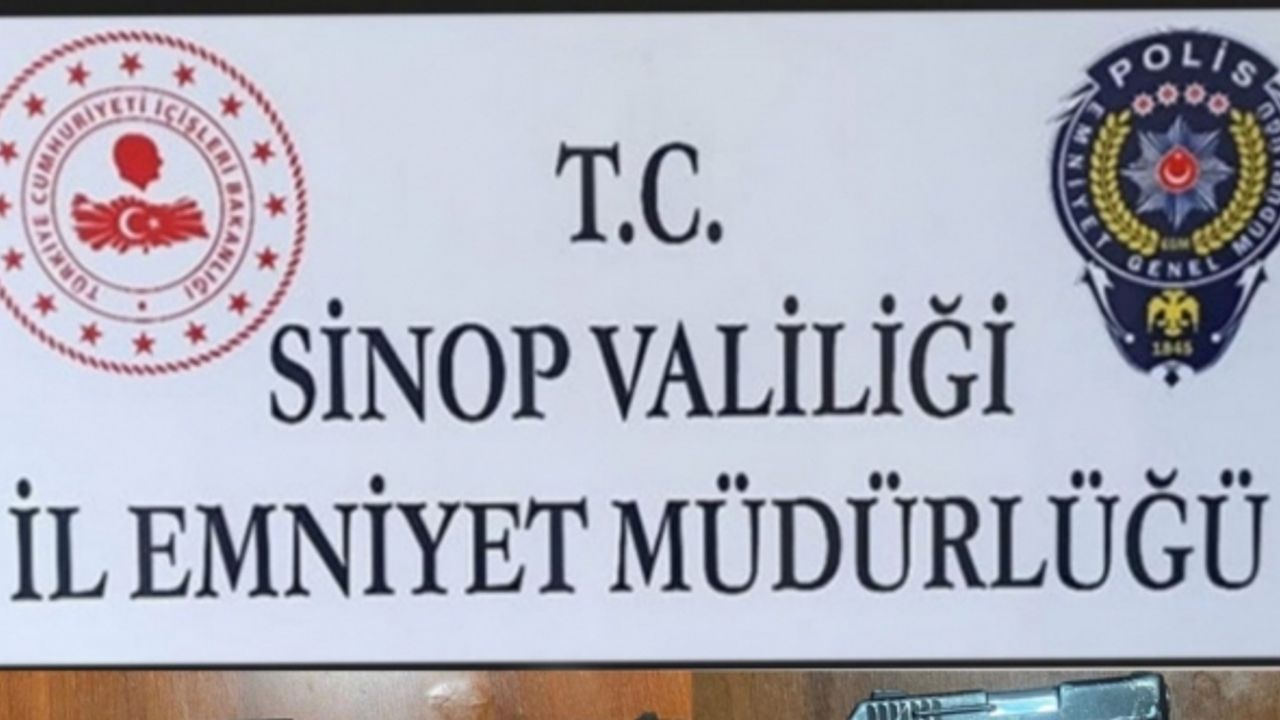 TÜRKİYE CUMHURİYETİ İÇİŞLERİ BAKANLIĞI
POLİS
EMNİYET GENEL MÜDÜRLÜĞÜ
EGM
1845
T.C.
SİNOP VALİLİĞİ
İL EMNİYET MÜDÜRLÜĞÜ